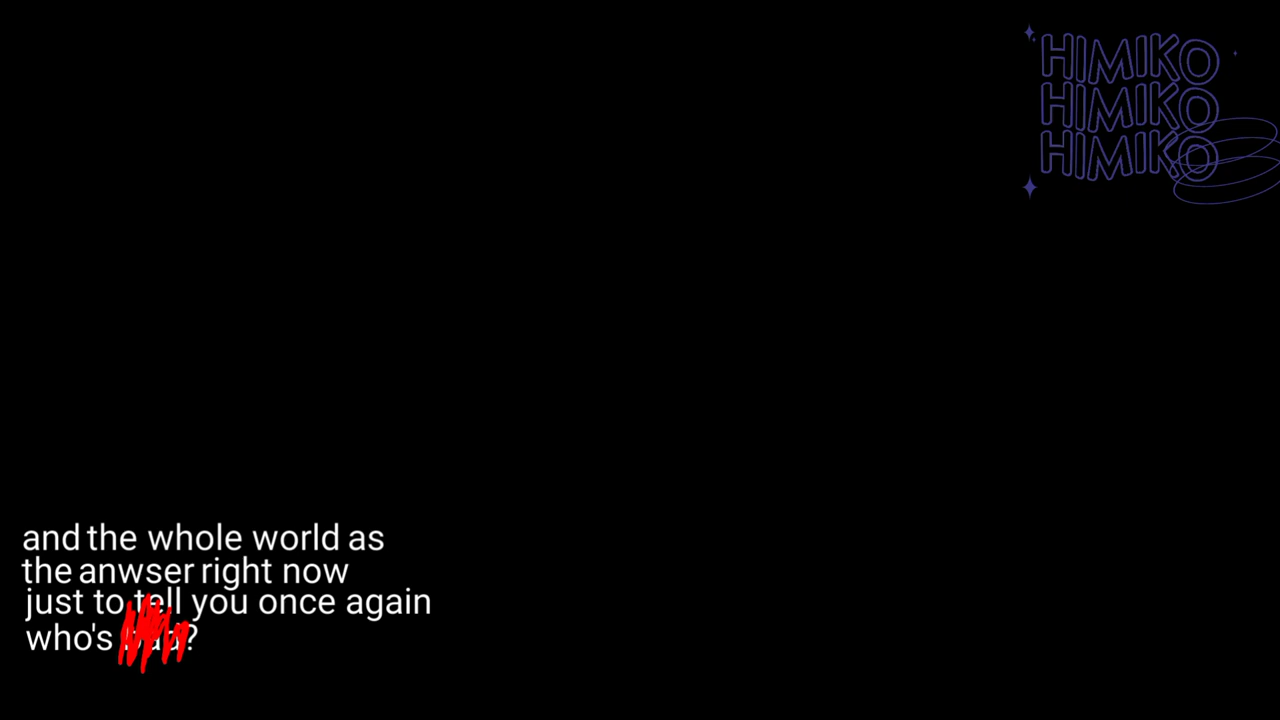 HIMIKO
HIMIKO
HIMIKO
and the whole world as
the anwser right now
just to tell you once again
who's bad?